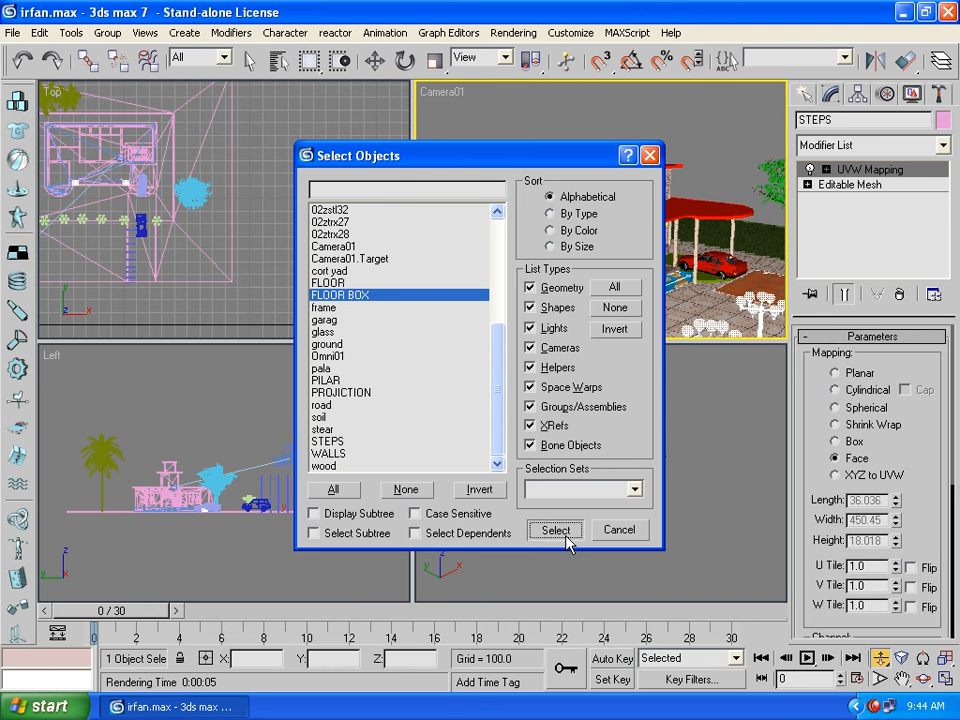 irfan.max - 3ds max 7 - Stand-alone License
File Edit Tools Group Views Create Modifiers Character reactor Animation Graph Editors Rendering Customize MAXScript Help
All
View
Top
Camera01
Left
STEPS
Modifier List
UVW Mapping
Editable Mesh
Select Objects
02zstl32
02ztrx27
02ztrx28
Camera01
Camera01.Target
cort yad
FLOOR
FLOOR BOX
frame
garag
glass
ground
Omni01
pala
PILAR
PROJICTION
road
soil
stear
STEPS
WALLS
wood
All None Invert
Display Subtree Case Sensitive
Select Subtree Select Dependents
Sort
Alphabetical
By Type
By Color
By Size
List Types
Geometry All
Shapes None
Lights Invert
Cameras
Helpers
Space Warps
Groups/Assemblies
XRefs
Bone Objects
Selection Sets
Select Cancel
Parameters
Mapping:
Planar
Cylindrical Cap
Spherical
Shrink Wrap
Box
Face
XYZ to UVW
Length: 36.036
Width: 450.45
Height: 18.018
U Tile: 1.0 Flip
V Tile: 1.0 Flip
W Tile: 1.0 Flip
Channel:
0 / 30
0 2 4 6 8 10 12 14 16 18 20 22 24 26 28 30
1 Object Sele X: Y: Z: Grid = 100.0 Auto Key Selected
Rendering Time 0:00:05 Add Time Tag Set Key Key Filters... 0
start irfan.max - 3ds max 7 ... 9:44 AM